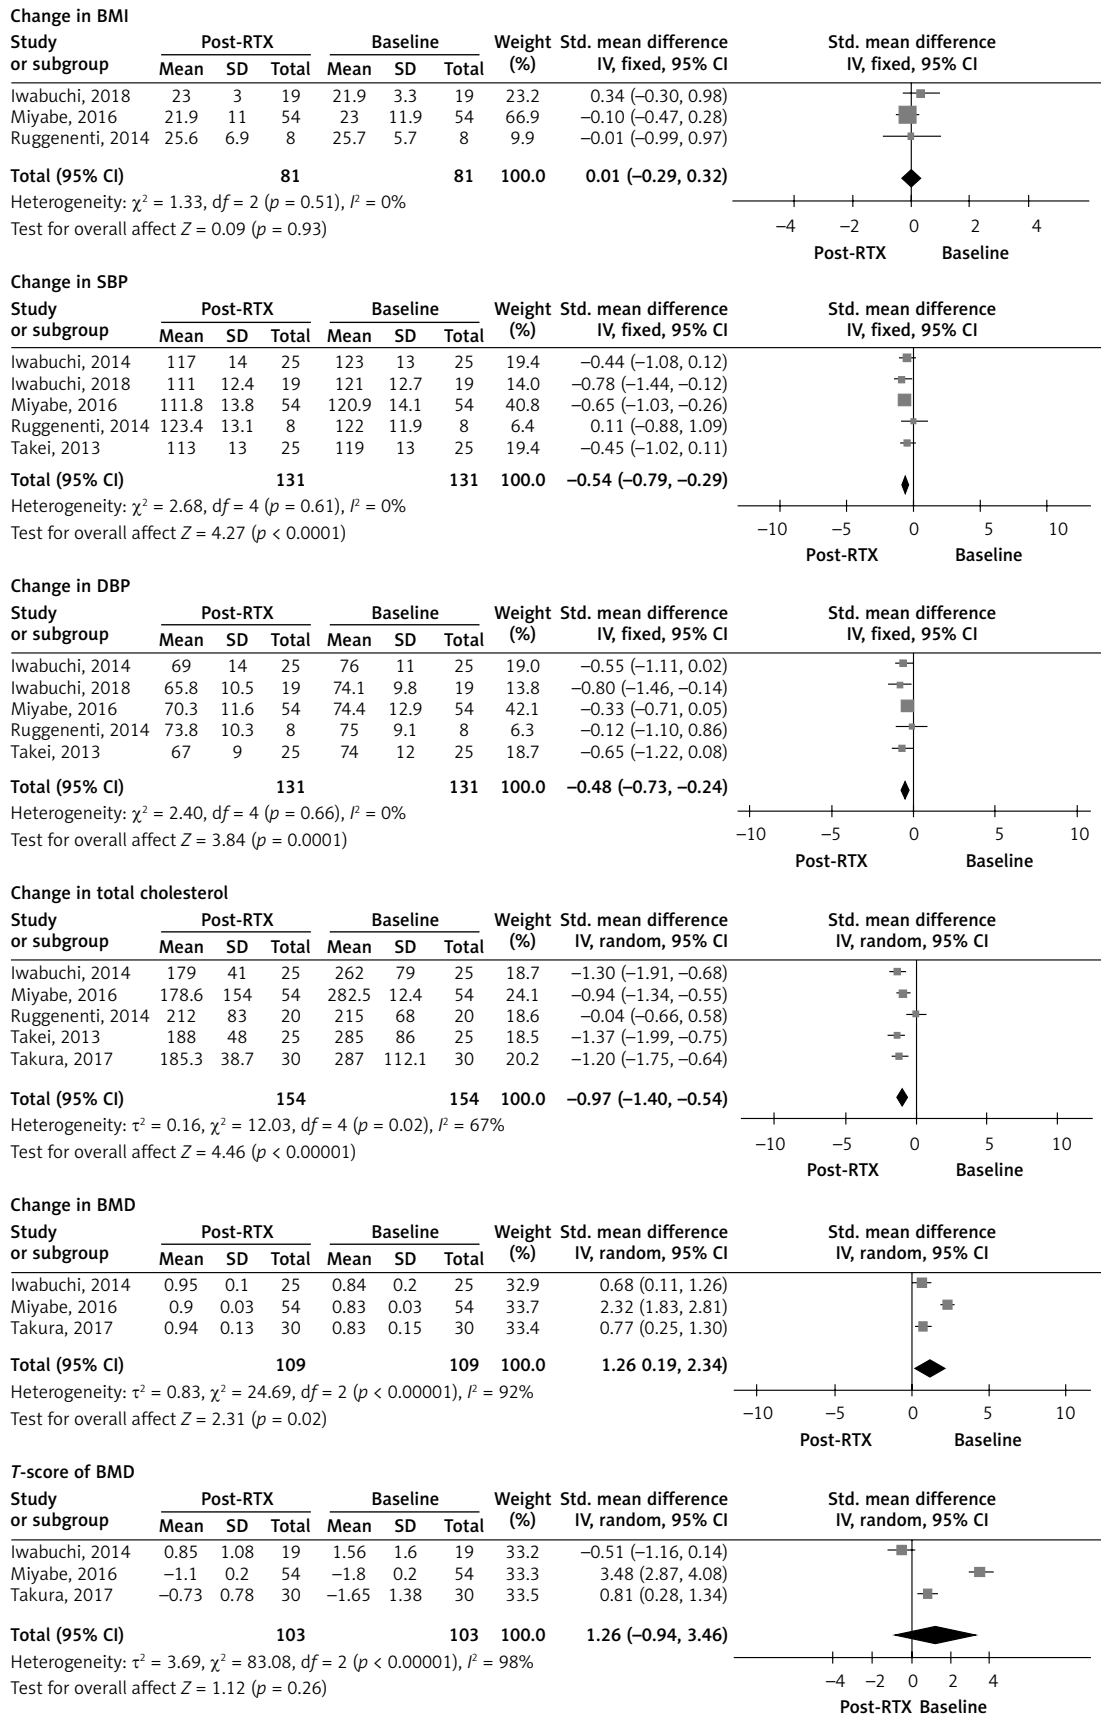 Change in BMI
Study Post-RTX Baseline Weight Std. mean difference Std. mean difference
or subgroup Mean SD Total Mean SD Total (%) IV, fixed, 95% CI IV, fixed, 95% CI
Iwabuchi, 2018 23 3 19 21.9 3.3 19 23.2 0.34 (–0.30, 0.98)
Miyabe, 2016 21.9 11 54 23 11.9 54 66.9 –0.10 (–0.47, 0.28)
Ruggenenti, 2014 25.6 6.9 8 25.7 5.7 8 9.9 –0.01 (–0.99, 0.97)
Total (95% CI) 81 81 100.0 0.01 (–0.29, 0.32)
Heterogeneity: χ² = 1.33, df = 2 (p = 0.51), I² = 0%
Test for overall affect Z = 0.09 (p = 0.93)
–4 –2 0 2 4
Post-RTX Baseline
Change in SBP
Study Post-RTX Baseline Weight Std. mean difference Std. mean difference
or subgroup Mean SD Total Mean SD Total (%) IV, fixed, 95% CI IV, fixed, 95% CI
Iwabuchi, 2014 117 14 25 123 13 25 19.4 –0.44 (–1.08, 0.12)
Iwabuchi, 2018 111 12.4 19 121 12.7 19 14.0 –0.78 (–1.44, –0.12)
Miyabe, 2016 111.8 13.8 54 120.9 14.1 54 40.8 –0.65 (–1.03, –0.26)
Ruggenenti, 2014 123.4 13.1 8 122 11.9 8 6.4 0.11 (–0.88, 1.09)
Takei, 2013 113 13 25 119 13 25 19.4 –0.45 (–1.02, 0.11)
Total (95% CI) 131 131 100.0 –0.54 (–0.79, –0.29)
Heterogeneity: χ² = 2.68, df = 4 (p = 0.61), I² = 0%
Test for overall affect Z = 4.27 (p < 0.0001)
–10 –5 0 5 10
Post-RTX Baseline
Change in DBP
Study Post-RTX Baseline Weight Std. mean difference Std. mean difference
or subgroup Mean SD Total Mean SD Total (%) IV, fixed, 95% CI IV, fixed, 95% CI
Iwabuchi, 2014 69 14 25 76 11 25 19.0 –0.55 (–1.11, 0.02)
Iwabuchi, 2018 65.8 10.5 19 74.1 9.8 19 13.8 –0.80 (–1.46, –0.14)
Miyabe, 2016 70.3 11.6 54 74.4 12.9 54 42.1 –0.33 (–0.71, 0.05)
Ruggenenti, 2014 73.8 10.3 8 75 9.1 8 6.3 –0.12 (–1.10, 0.86)
Takei, 2013 67 9 25 74 12 25 18.7 –0.65 (–1.22, 0.08)
Total (95% CI) 131 131 100.0 –0.48 (–0.73, –0.24)
Heterogeneity: χ² = 2.40, df = 4 (p = 0.66), I² = 0%
Test for overall affect Z = 3.84 (p = 0.0001)
–10 –5 0 5 10
Post-RTX Baseline
Change in total cholesterol
Study Post-RTX Baseline Weight Std. mean difference Std. mean difference
or subgroup Mean SD Total Mean SD Total (%) IV, random, 95% CI IV, random, 95% CI
Iwabuchi, 2014 179 41 25 262 79 25 18.7 –1.30 (–1.91, –0.68)
Miyabe, 2016 178.6 154 54 282.5 12.4 54 24.1 –0.94 (–1.34, –0.55)
Ruggenenti, 2014 212 83 20 215 68 20 18.6 –0.04 (–0.66, 0.58)
Takei, 2013 188 48 25 285 86 25 18.5 –1.37 (–1.99, –0.75)
Takura, 2017 185.3 38.7 30 287 112.1 30 20.2 –1.20 (–1.75, –0.64)
Total (95% CI) 154 154 100.0 –0.97 (–1.40, –0.54)
Heterogeneity: τ² = 0.16, χ² = 12.03, df = 4 (p = 0.02), I² = 67%
Test for overall affect Z = 4.46 (p < 0.00001)
–10 –5 0 5 10
Post-RTX Baseline
Change in BMD
Study Post-RTX Baseline Weight Std. mean difference Std. mean difference
or subgroup Mean SD Total Mean SD Total (%) IV, random, 95% CI IV, random, 95% CI
Iwabuchi, 2014 0.95 0.1 25 0.84 0.2 25 32.9 0.68 (0.11, 1.26)
Miyabe, 2016 0.9 0.03 54 0.83 0.03 54 33.7 2.32 (1.83, 2.81)
Takura, 2017 0.94 0.13 30 0.83 0.15 30 33.4 0.77 (0.25, 1.30)
Total (95% CI) 109 109 100.0 1.26 0.19, 2.34)
Heterogeneity: τ² = 0.83, χ² = 24.69, df = 2 (p < 0.00001), I² = 92%
Test for overall affect Z = 2.31 (p = 0.02)
–10 –5 0 5 10
Post-RTX Baseline
T-score of BMD
Study Post-RTX Baseline Weight Std. mean difference Std. mean difference
or subgroup Mean SD Total Mean SD Total (%) IV, random, 95% CI IV, random, 95% CI
Iwabuchi, 2014 0.85 1.08 19 1.56 1.6 19 33.2 –0.51 (–1.16, 0.14)
Miyabe, 2016 –1.1 0.2 54 –1.8 0.2 54 33.3 3.48 (2.87, 4.08)
Takura, 2017 –0.73 0.78 30 –1.65 1.38 30 33.5 0.81 (0.28, 1.34)
Total (95% CI) 103 103 100.0 1.26 (–0.94, 3.46)
Heterogeneity: τ² = 3.69, χ² = 83.08, df = 2 (p < 0.00001), I² = 98%
Test for overall affect Z = 1.12 (p = 0.26)
–4 –2 0 2 4
Post-RTX Baseline